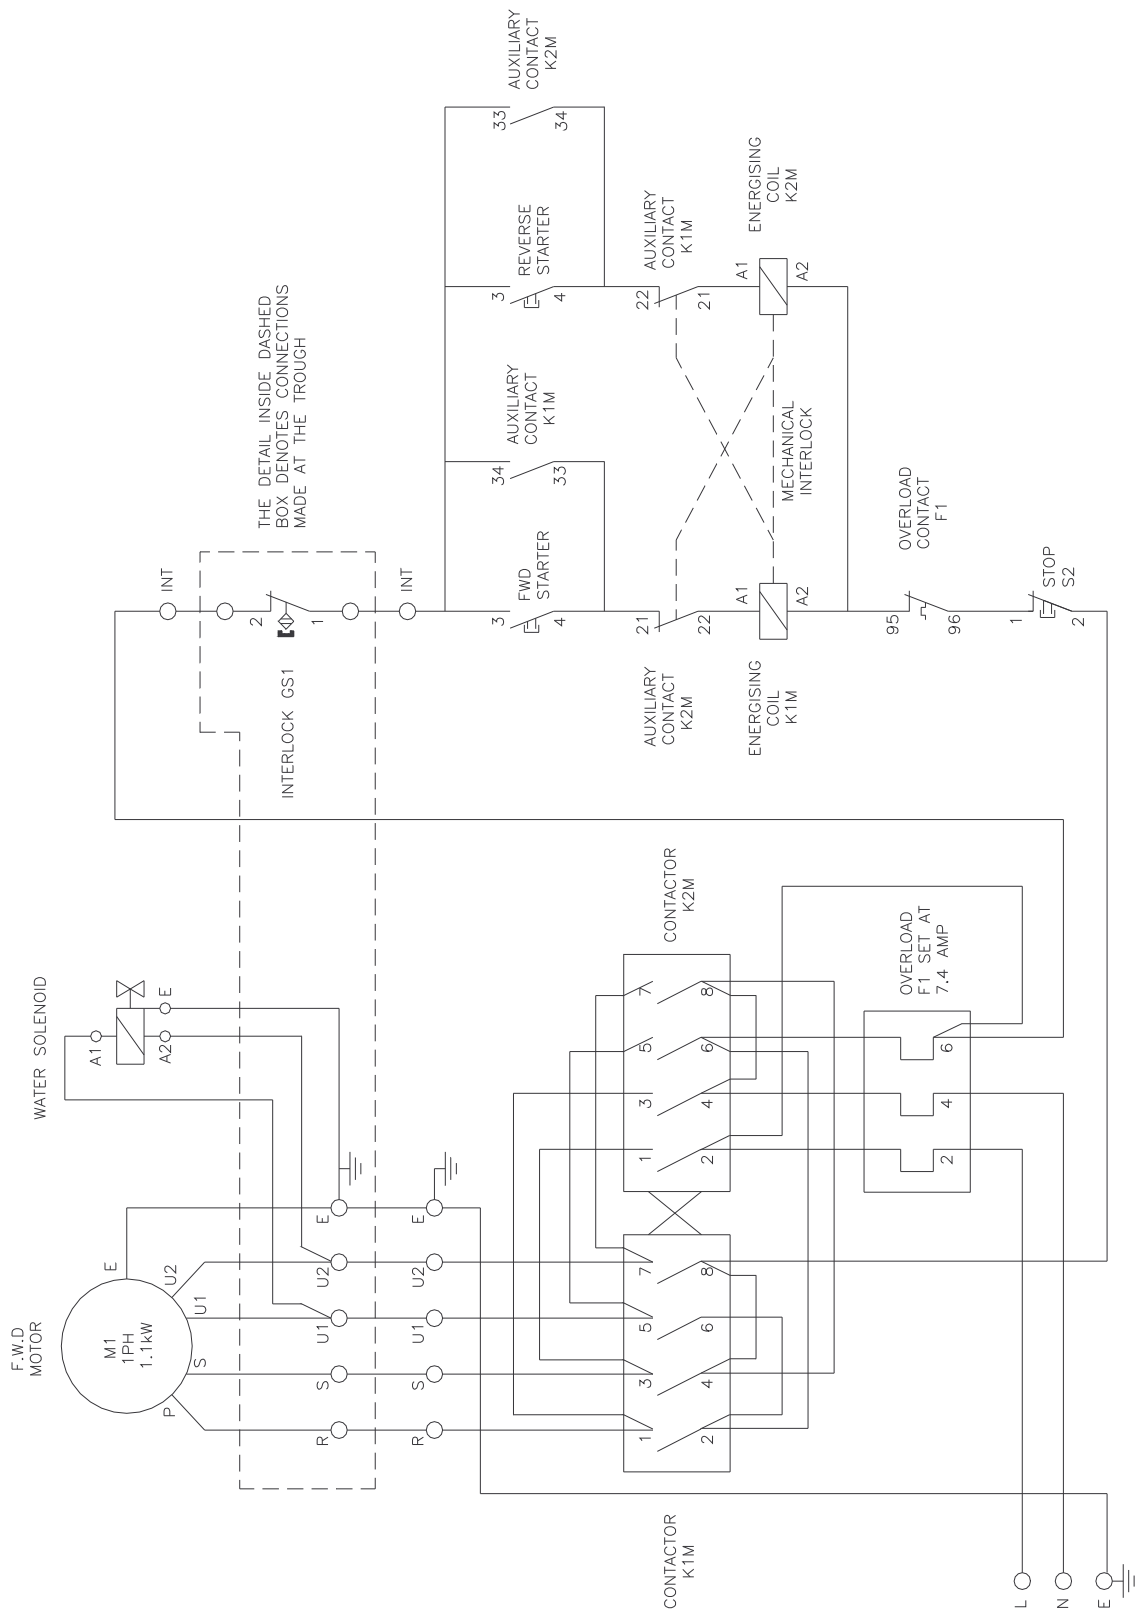 F.W.D
MOTOR
M1
1PH
1.1kW
P
S
U1
U2
E
WATER SOLENOID
A1
A2
E
THE DETAIL INSIDE DASHED
BOX DENOTES CONNECTIONS
MADE AT THE TROUGH
INT
2
1
INTERLOCK GS1
INT
R
S
U1
U2
E
R
S
U1
U2
E
CONTACTOR
K1M
1
3
5
7
2
4
6
8
CONTACTOR
K2M
1
3
5
7
2
4
6
8
OVERLOAD
F1 SET AT
7.4 AMP
2
4
6
L
N
E
3
4
FWD
STARTER
34
33
AUXILIARY
CONTACT
K1M
3
4
REVERSE
STARTER
33
34
AUXILIARY
CONTACT
K2M
AUXILIARY
CONTACT
K2M
21
22
AUXILIARY
CONTACT
K1M
22
21
ENERGISING
COIL
K1M
A1
A2
MECHANICAL
INTERLOCK
ENERGISING
COIL
K2M
A1
A2
95
96
OVERLOAD
CONTACT
F1
1
2
STOP
S2